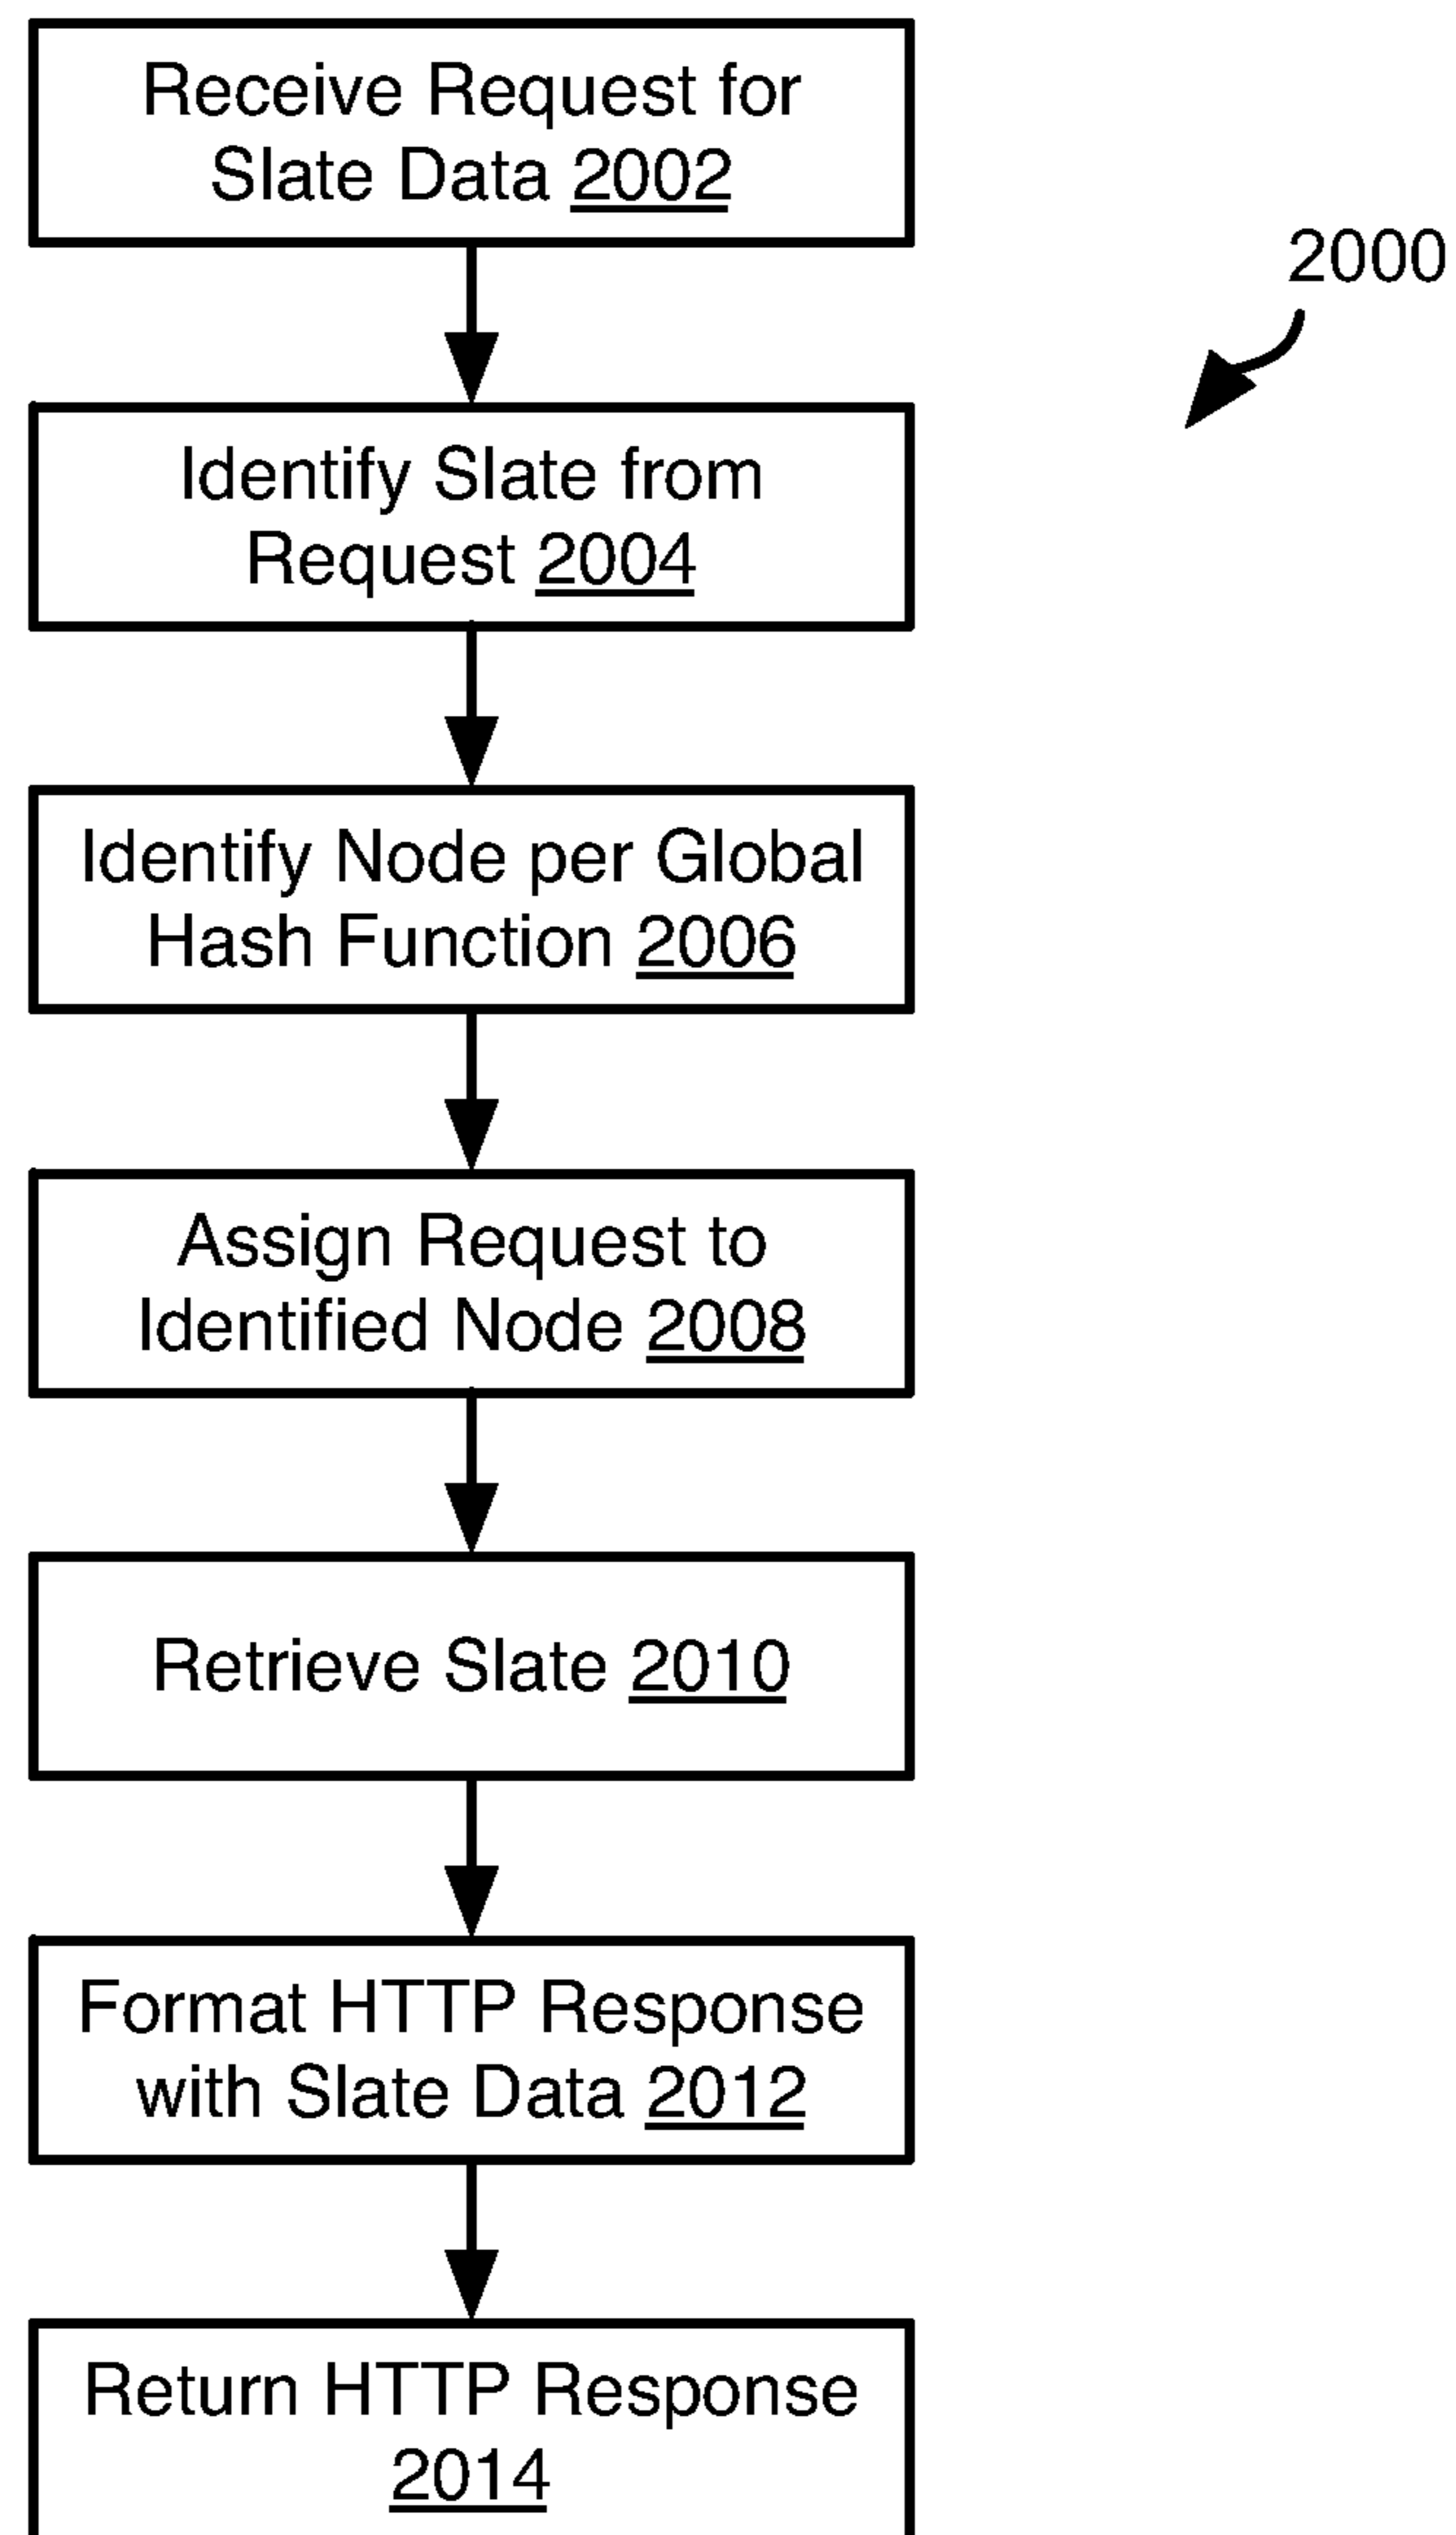 Receive Request for
Slate Data 2002
2000
Identify Slate from
Request 2004
Identify Node per Global
Hash Function 2006
Assign Request to
Identified Node 2008
Retrieve Slate 2010
Format HTTP Response
with Slate Data 2012
Return HTTP Response
2014